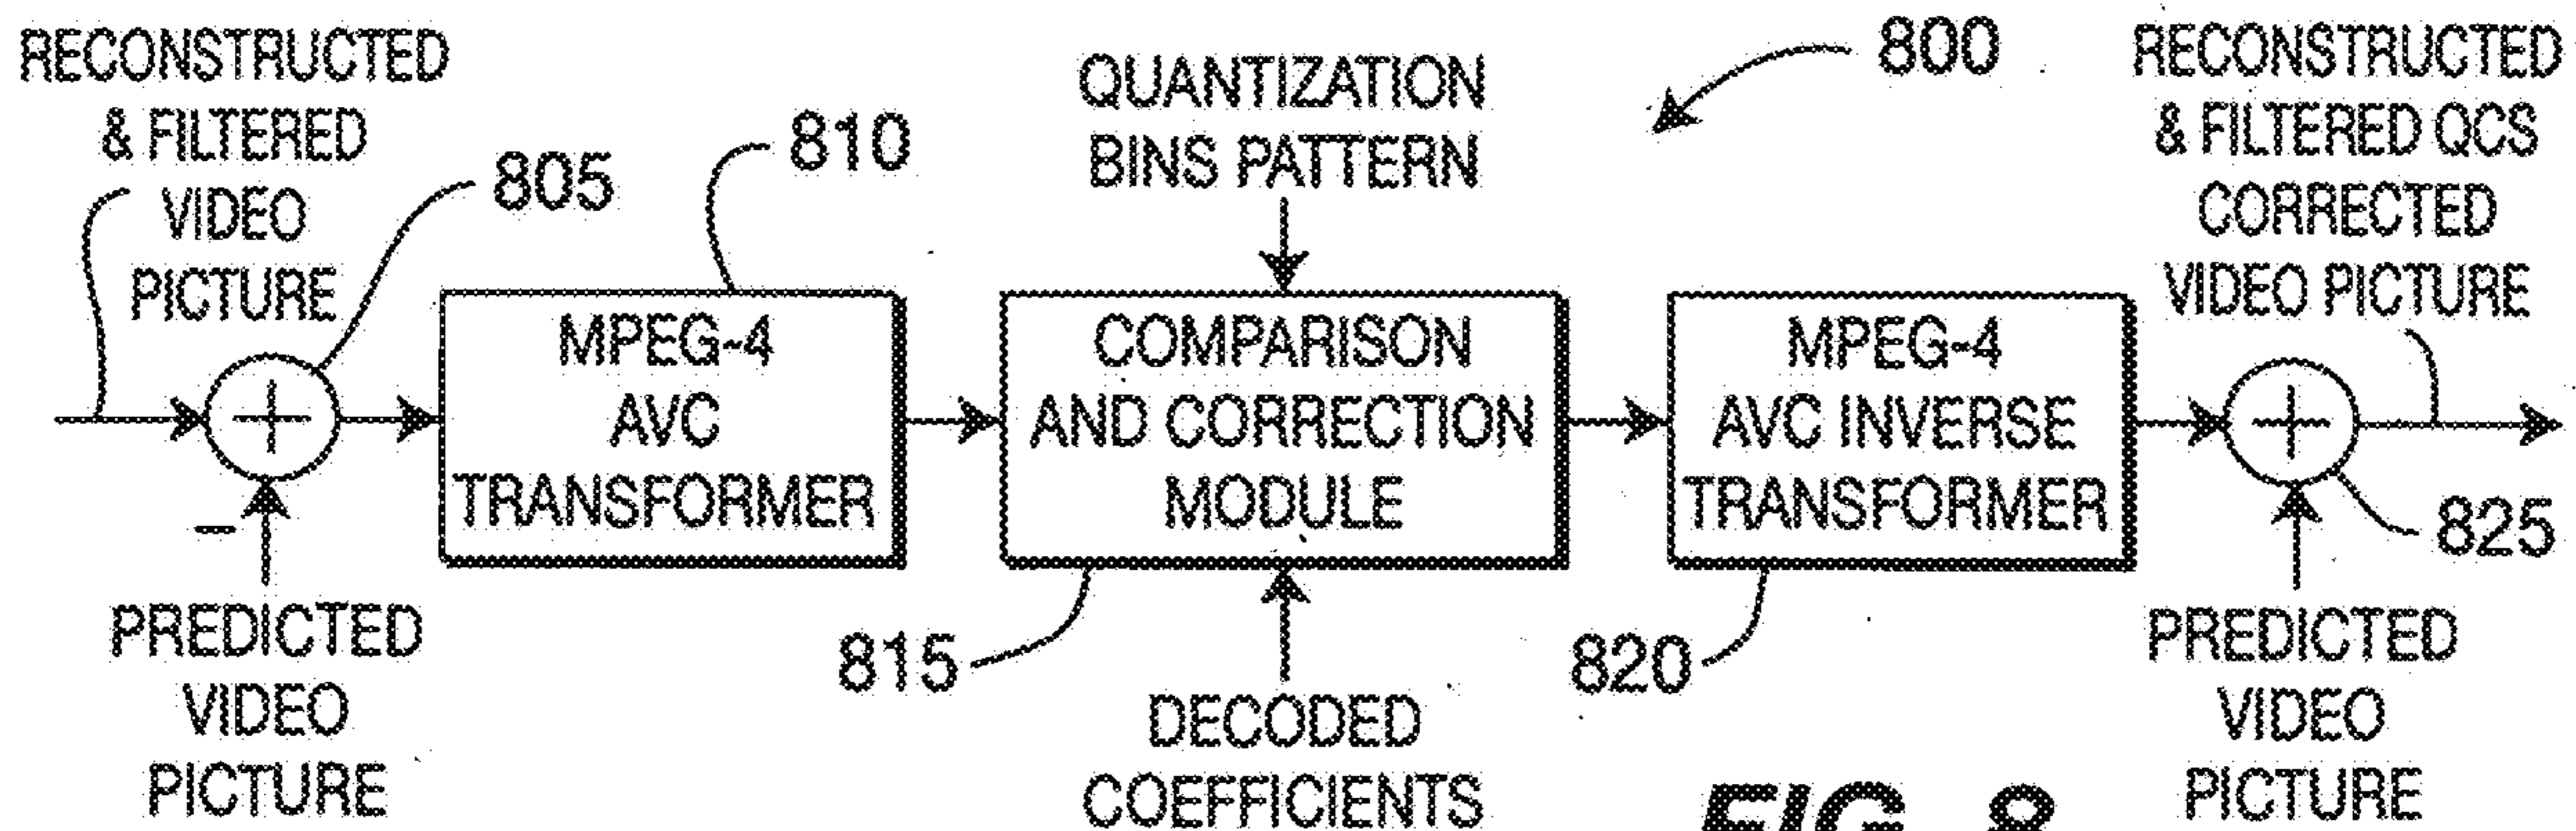 RECONSTRUCTED
& FILTERED
VIDEO
PICTURE
805
810
QUANTIZATION
BINS PATTERN
800
RECONSTRUCTED
& FILTERED QCS
CORRECTED
VIDEO PICTURE
+
MPEG-4
AVC
TRANSFORMER
COMPARISON
AND CORRECTION
MODULE
MPEG-4
AVC INVERSE
TRANSFORMER
+
–
825
815
820
PREDICTED
VIDEO
PICTURE
DECODED
COEFFICIENTS
PREDICTED
VIDEO
PICTURE
FIG. 8